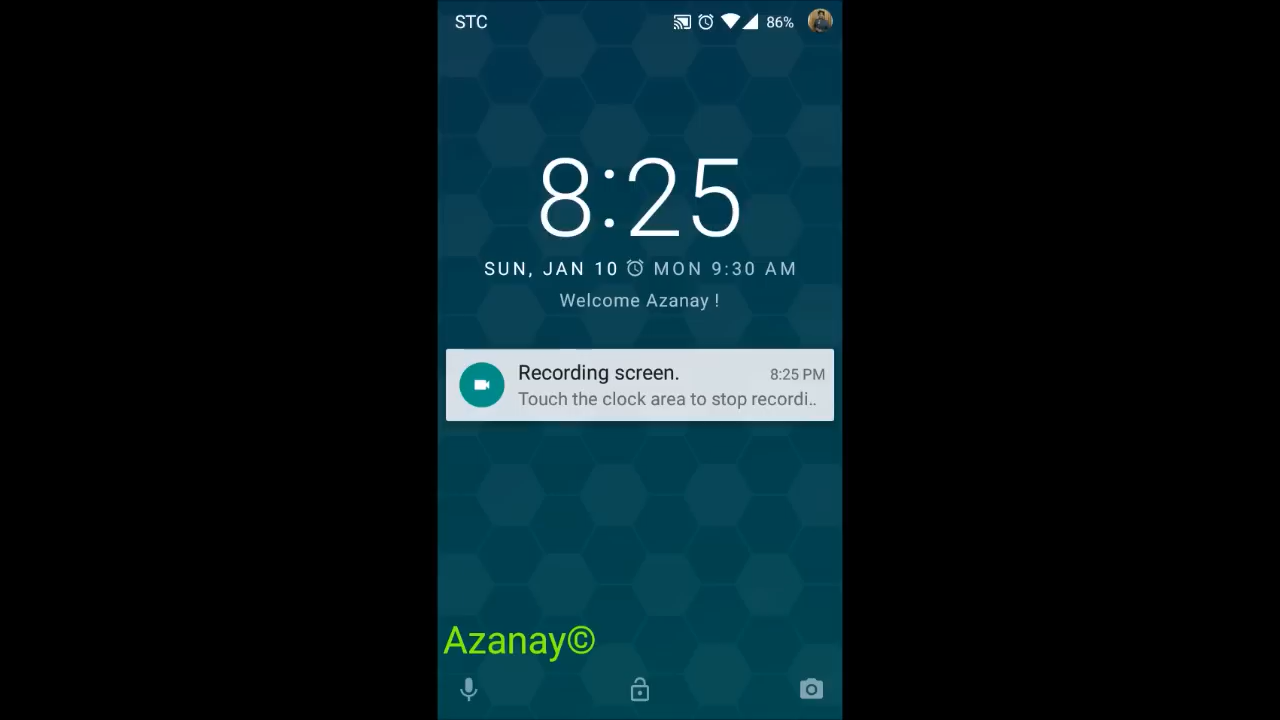 STC 86%
8:25
SUN, JAN 10 MON 9:30 AM
Welcome Azanay !
Recording screen. 8:25 PM
Touch the clock area to stop recordi..
Azanay©